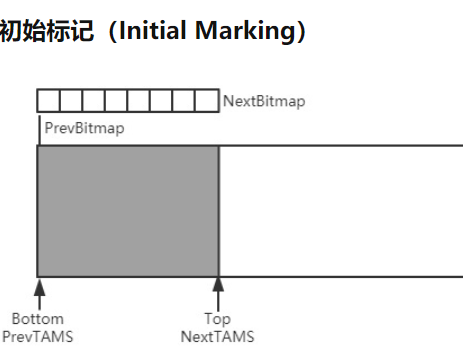 初始标记（Initial Marking）
NextBitmap
PrevBitmap
Bottom
PrevTAMS
Top
NextTAMS